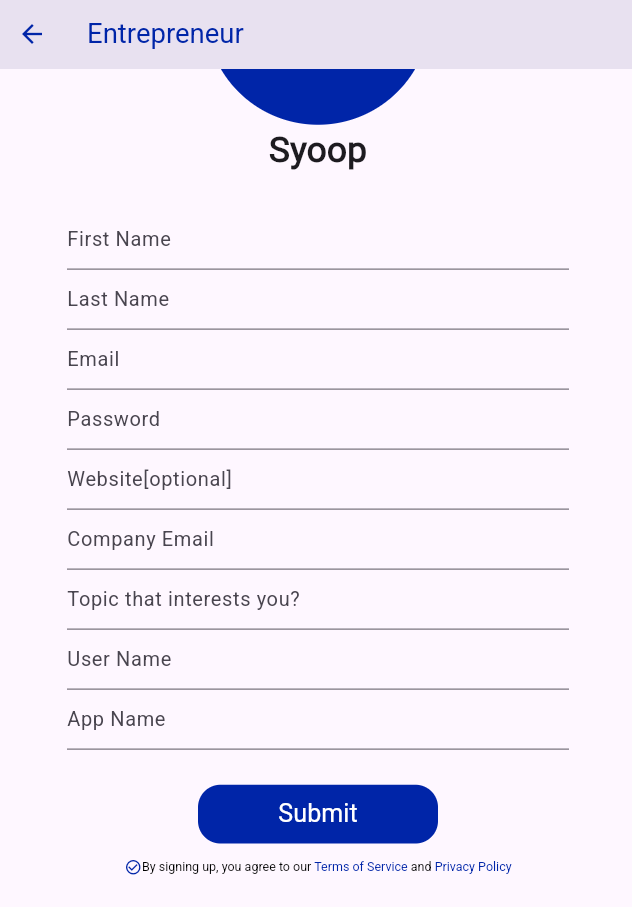 Entrepreneur
Syoop
First Name
Last Name
Email
Password
Website[optional]
Company Email
Topic that interests you?
User Name
App Name
Submit
By signing up, you agree to our Terms of Service and Privacy Policy